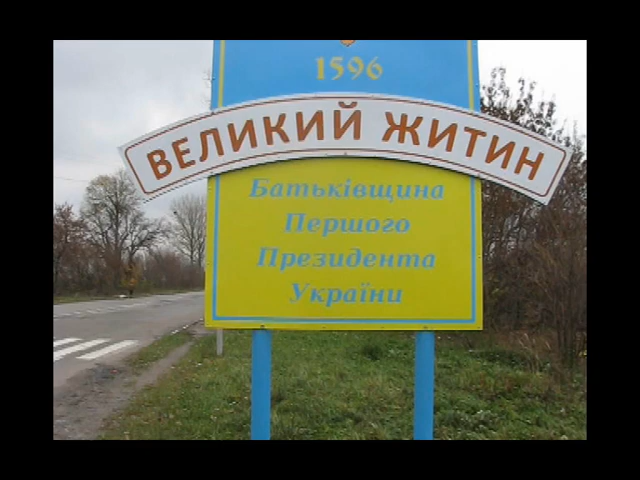 1596
ВЕЛИКИЙ ЖИТИН
Батьківщина
Першого
Президента
України